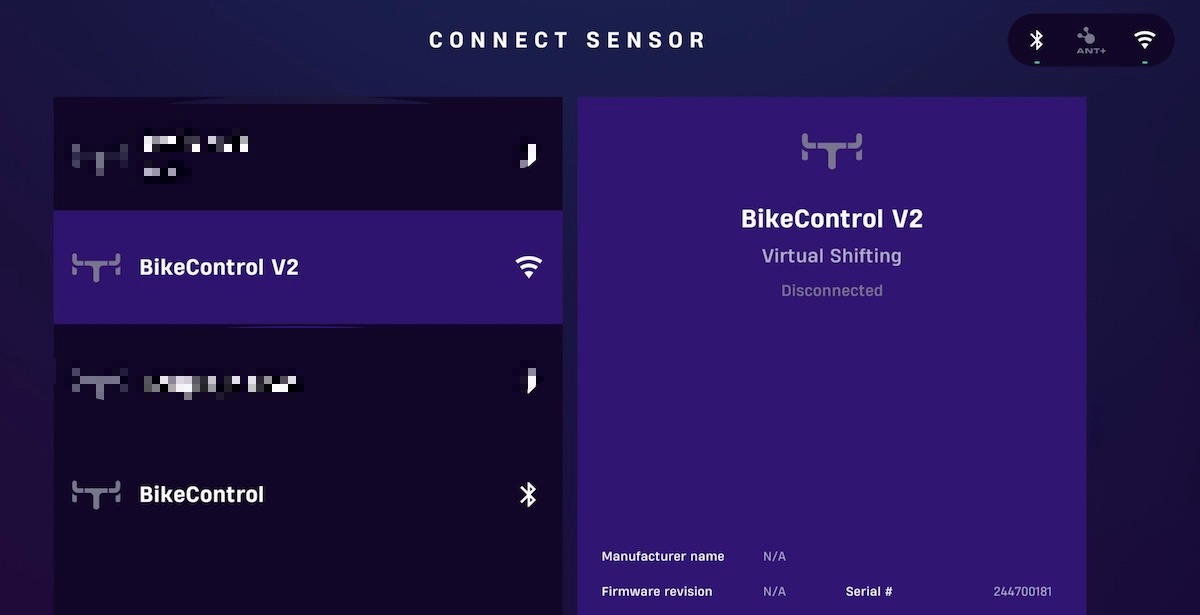 CONNECT SENSOR
ANT+
BikeControl V2
BikeControl
BikeControl V2
Virtual Shifting
Disconnected
Manufacturer name N/A
Firmware revision N/A Serial # 244700181